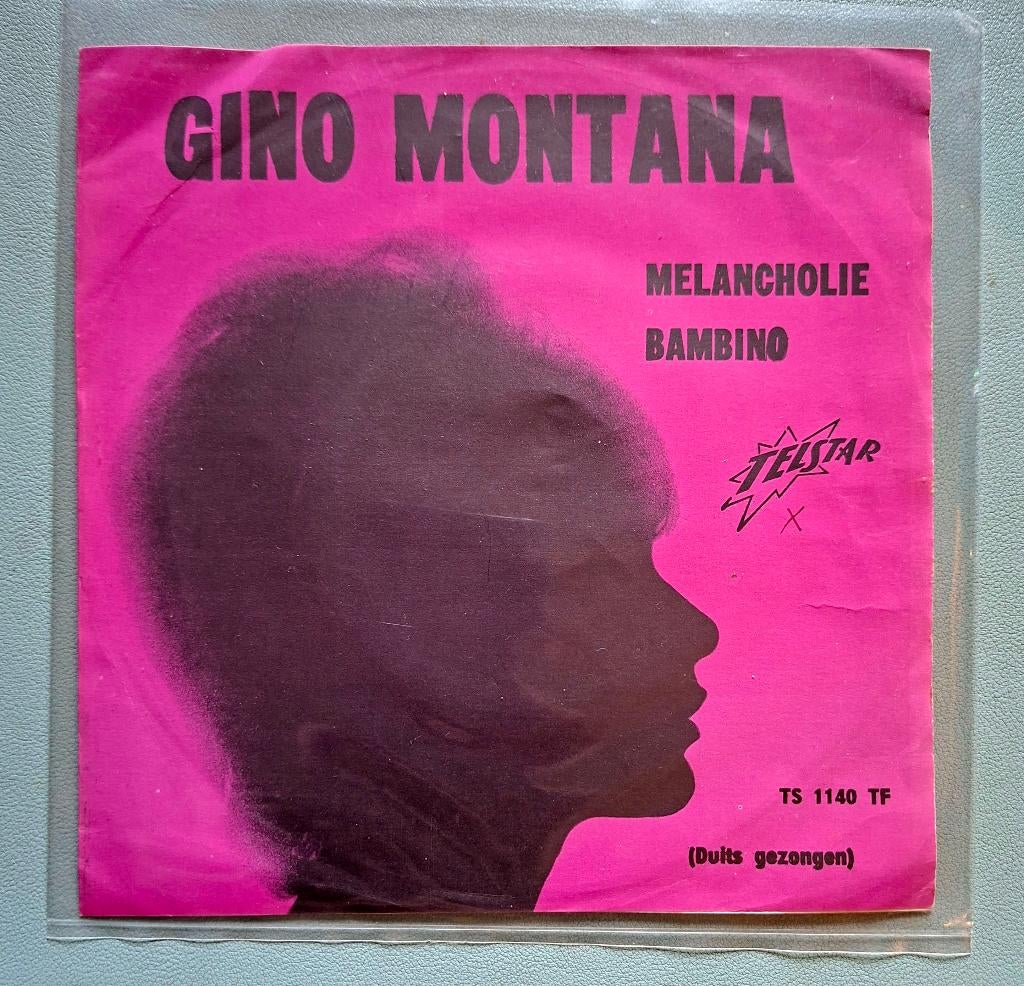 GINO MONTANA
MELANCHOLIE
BAMBINO
TELSTAR
X
TS 1140 TF
(Duits gezongen)